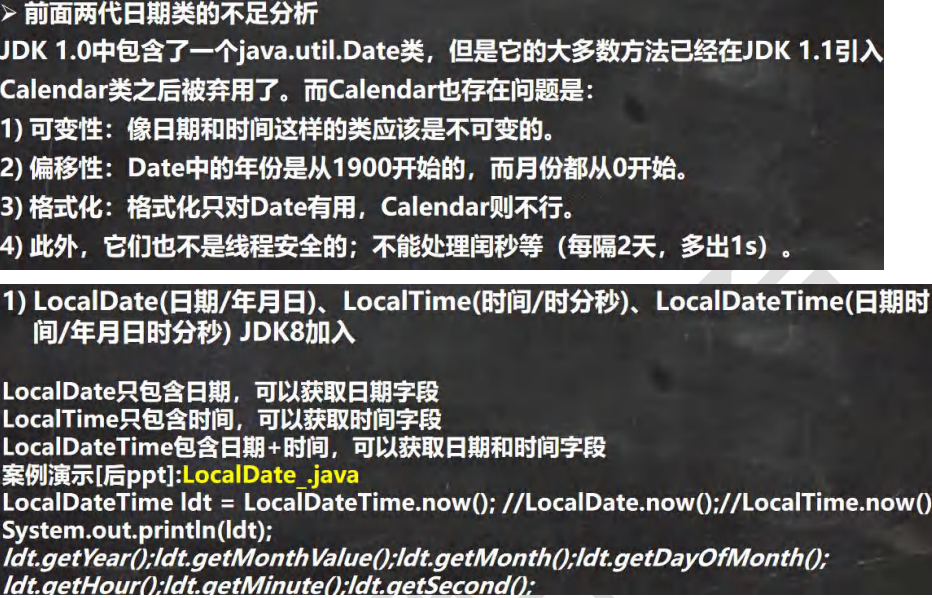 ➢ 前面两代日期类的不足分析
JDK 1.0中包含了一个java.util.Date类，但是它的大多数方法已经在JDK 1.1引入
Calendar类之后被弃用了。而Calendar也存在问题是：
1) 可变性：像日期和时间这样的类应该是不可变的。
2) 偏移性：Date中的年份是从1900开始的，而月份都从0开始。
3) 格式化：格式化只对Date有用，Calendar则不行。
4) 此外，它们也不是线程安全的；不能处理闰秒等（每隔2天，多出1s）。
1) LocalDate(日期/年月日)、LocalTime(时间/时分秒)、LocalDateTime(日期时
间/年月日时分秒) JDK8加入
LocalDate只包含日期，可以获取日期字段
LocalTime只包含时间，可以获取时间字段
LocalDateTime包含日期+时间，可以获取日期和时间字段
案例演示[后ppt]:LocalDate_.java
LocalDateTime ldt = LocalDateTime.now(); //LocalDate.now();//LocalTime.now()
System.out.println(ldt);
ldt.getYear();ldt.getMonthValue();ldt.getMonth();ldt.getDayOfMonth();
ldt.getHour();ldt.getMinute();ldt.getSecond();